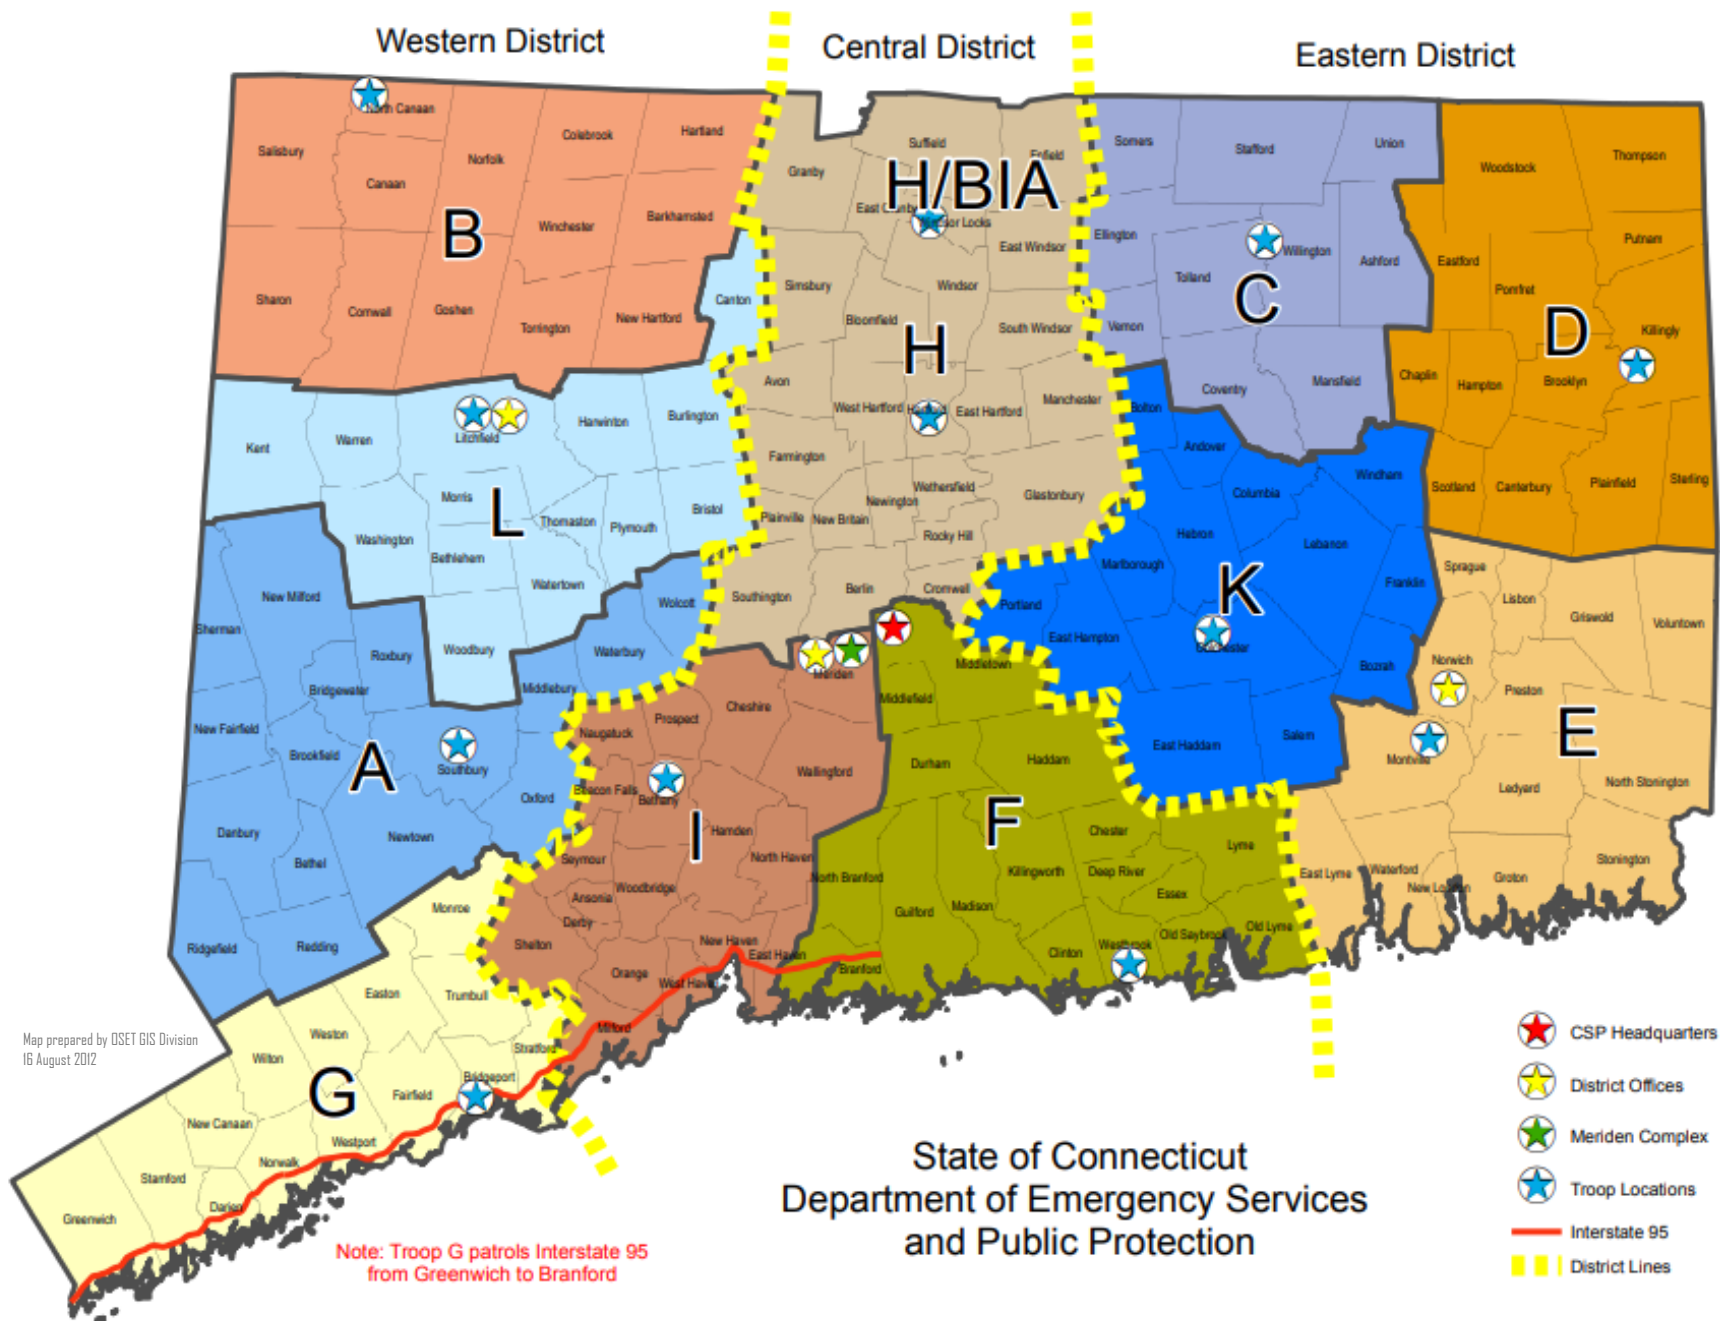 Western District
Central District
Eastern District
North Canaan
Salisbury
Canaan
Norfolk
Colebrook
Hartland
B
Winchester
Barkhamsted
Sharon
Cornwall
Goshen
Torrington
New Hartford
Canton
Granby
Suffield
Enfield
H/BIA
East Granby
Windsor Locks
East Windsor
Simsbury
Windsor
Bloomfield
South Windsor
H
Avon
West Hartford
Hartford
East Hartford
Manchester
Farmington
Wethersfield
Newington
Glastonbury
Plainville
New Britain
Rocky Hill
Berlin
Cromwell
Southington
Somers
Stafford
Union
Ellington
Willington
Tolland
Ashford
C
Vernon
Coventry
Mansfield
Woodstock
Thompson
Putnam
Eastford
Pomfret
D
Killingly
Chaplin
Hampton
Brooklyn
Scotland
Canterbury
Plainfield
Sterling
Kent
Warren
Litchfield
Harwinton
Burlington
Morris
L
Thomaston
Plymouth
Bristol
Washington
Bethlehem
Watertown
Woodbury
New Milford
Sherman
Roxbury
Bridgewater
Wolcott
Waterbury
Middlebury
New Fairfield
Brookfield
A
Southbury
Oxford
Danbury
Newtown
Bethel
Ridgefield
Redding
Bolton
Andover
Windham
Columbia
Hebron
Lebanon
Marlborough
K
Franklin
Portland
East Hampton
Colchester
Bozrah
East Haddam
Salem
Sprague
Lisbon
Griswold
Voluntown
Norwich
Preston
E
Montville
Ledyard
North Stonington
East Lyme
Waterford
New London
Groton
Stonington
Meriden
Cheshire
Prospect
Naugatuck
Wallingford
Beacon Falls
Bethany
I
Hamden
Seymour
North Haven
Woodbridge
Ansonia
Derby
Shelton
New Haven
East Haven
Orange
West Haven
Milford
Middletown
Middlefield
Durham
Haddam
F
Chester
Lyme
North Branford
Killingworth
Deep River
Essex
Guilford
Madison
Clinton
Westbrook
Old Saybrook
Old Lyme
Branford
Monroe
Easton
Trumbull
Weston
Wilton
Stratford
G
Bridgeport
Fairfield
New Canaan
Westport
Norwalk
Stamford
Darien
Greenwich
Map prepared by OSET GIS Division
16 August 2012
Note: Troop G patrols Interstate 95
from Greenwich to Branford
State of Connecticut
Department of Emergency Services
and Public Protection
CSP Headquarters
District Offices
Meriden Complex
Troop Locations
Interstate 95
District Lines